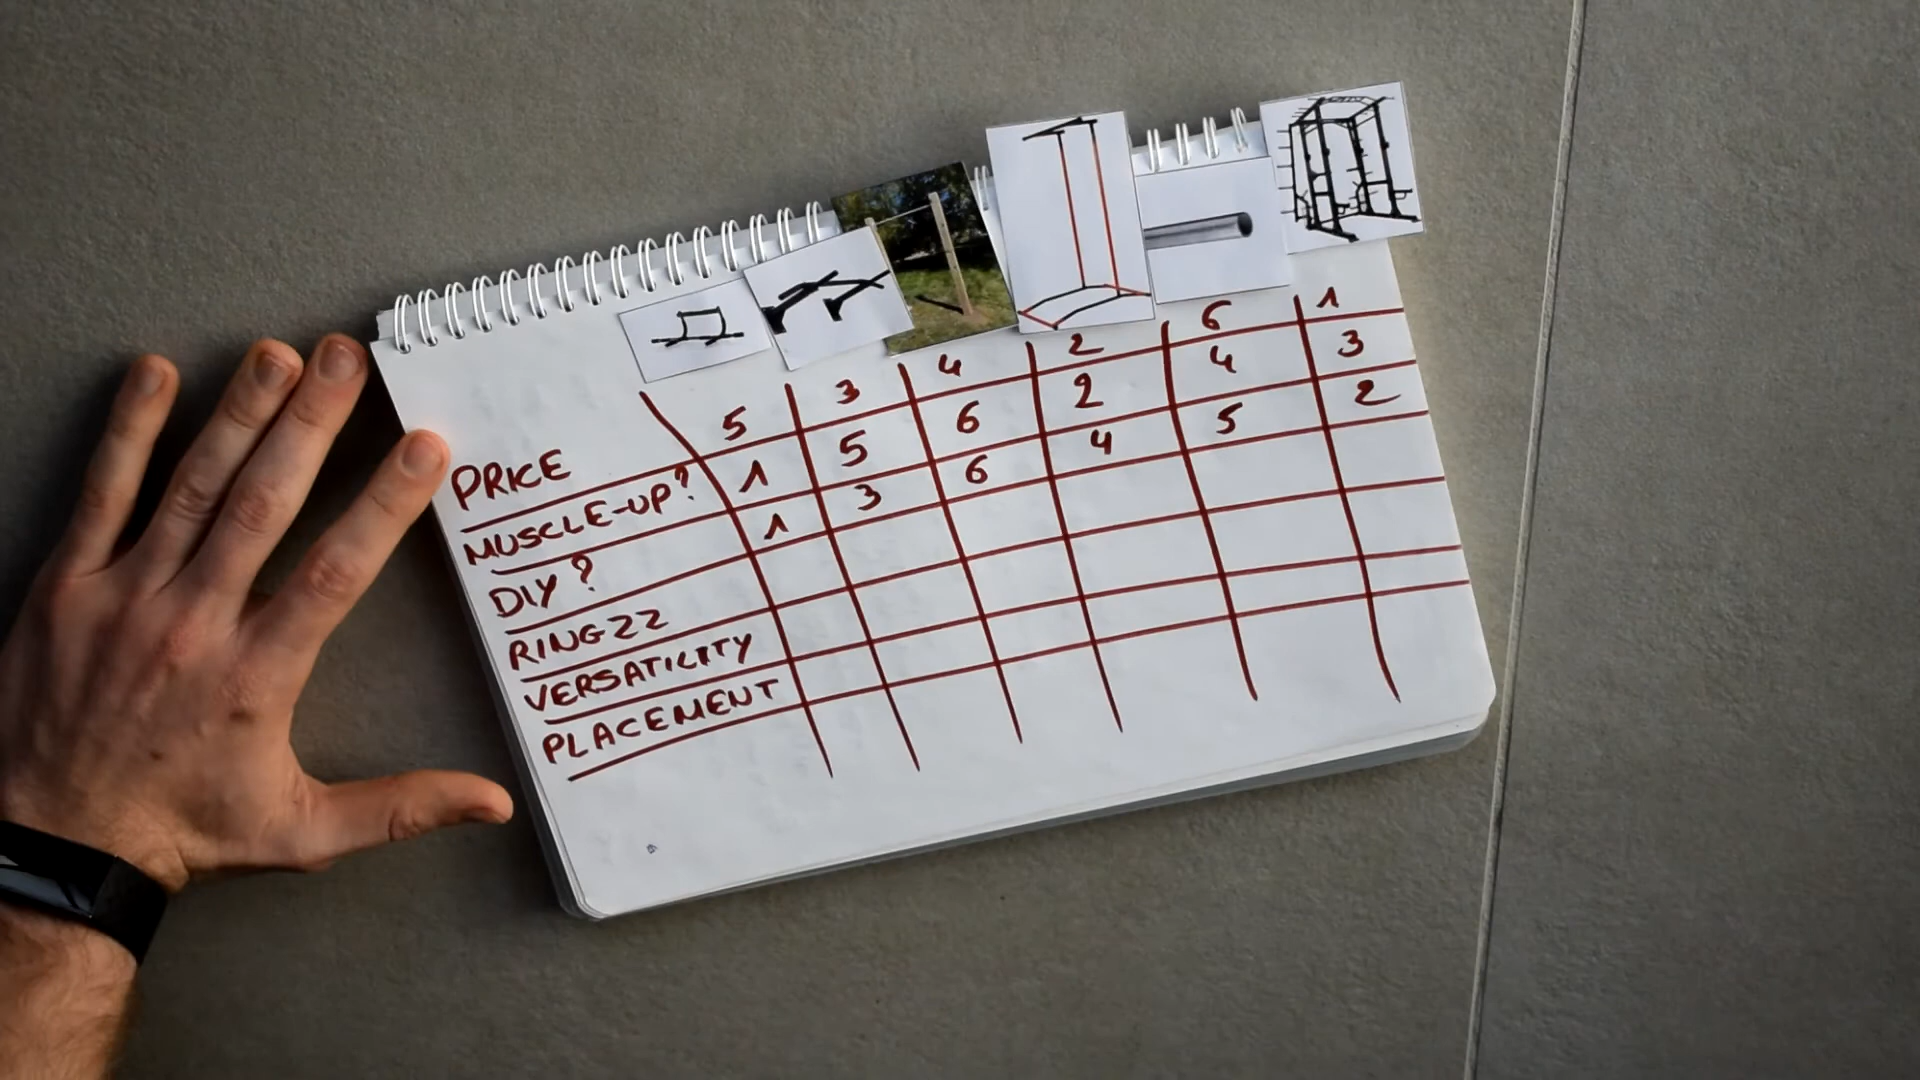 PRICE 5 3 4 2 6 1
MUSCLE-UP? 1 5 6 2 4 3
DIY? 1 3 6 4 5 2
RINGZZ
VERSATILITY
PLACEMENT